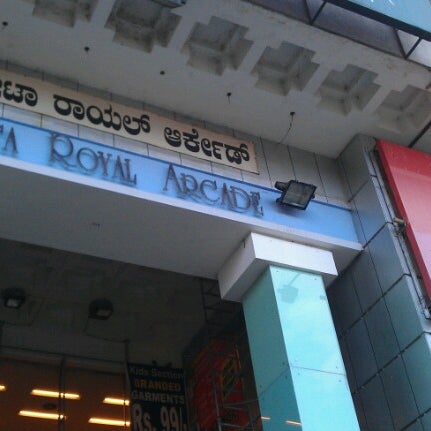 ರಾಯಲ್ ಆರ್ಕೇಡ್
ROYAL ARCADE
Kids Section
BRANDED
GARMENTS
Rs. 99/